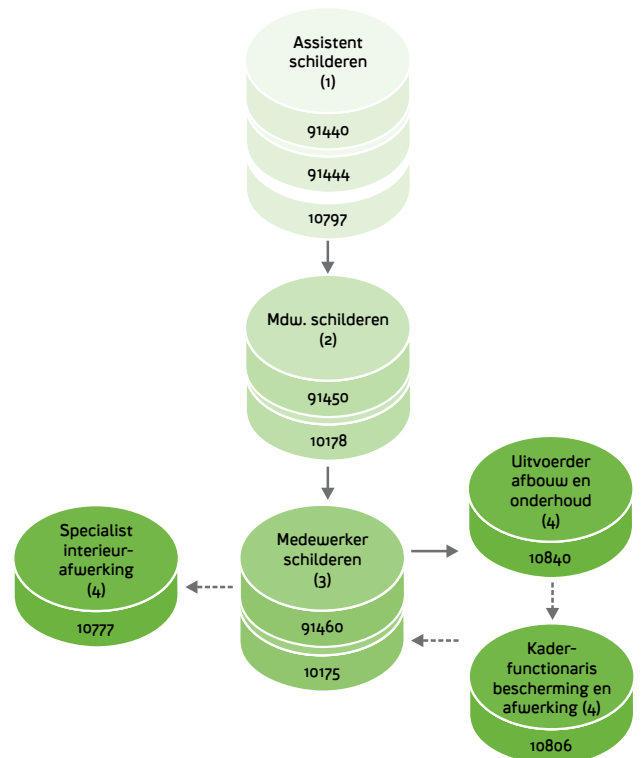 Assistent
schilderen
(1)
91440
91444
10797
Mdw. schilderen
(2)
91450
10178
Uitvoerder
afbouw en
onderhoud
(4)
10840
Specialist
interieur-
afwerking
(4)
10777
Medewerker
schilderen
(3)
91460
10175
Kader-
functionaris
bescherming en
afwerking (4)
10806